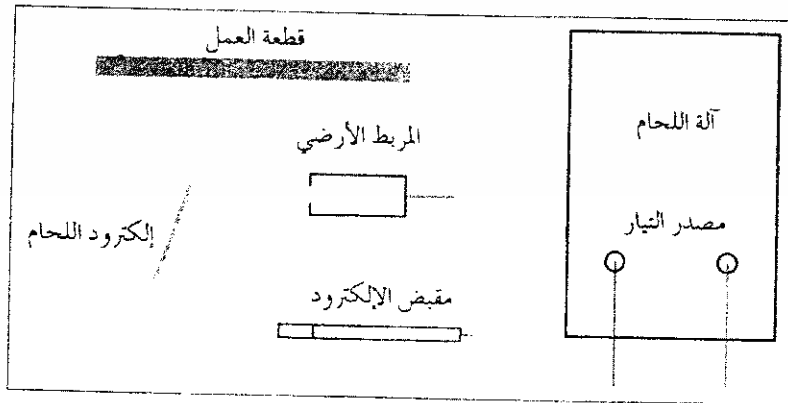 قطعة العمل
آلة اللحام
المربط الأرضي
مصدر التيار
إلكترود اللحام
مقبض الإلكترود